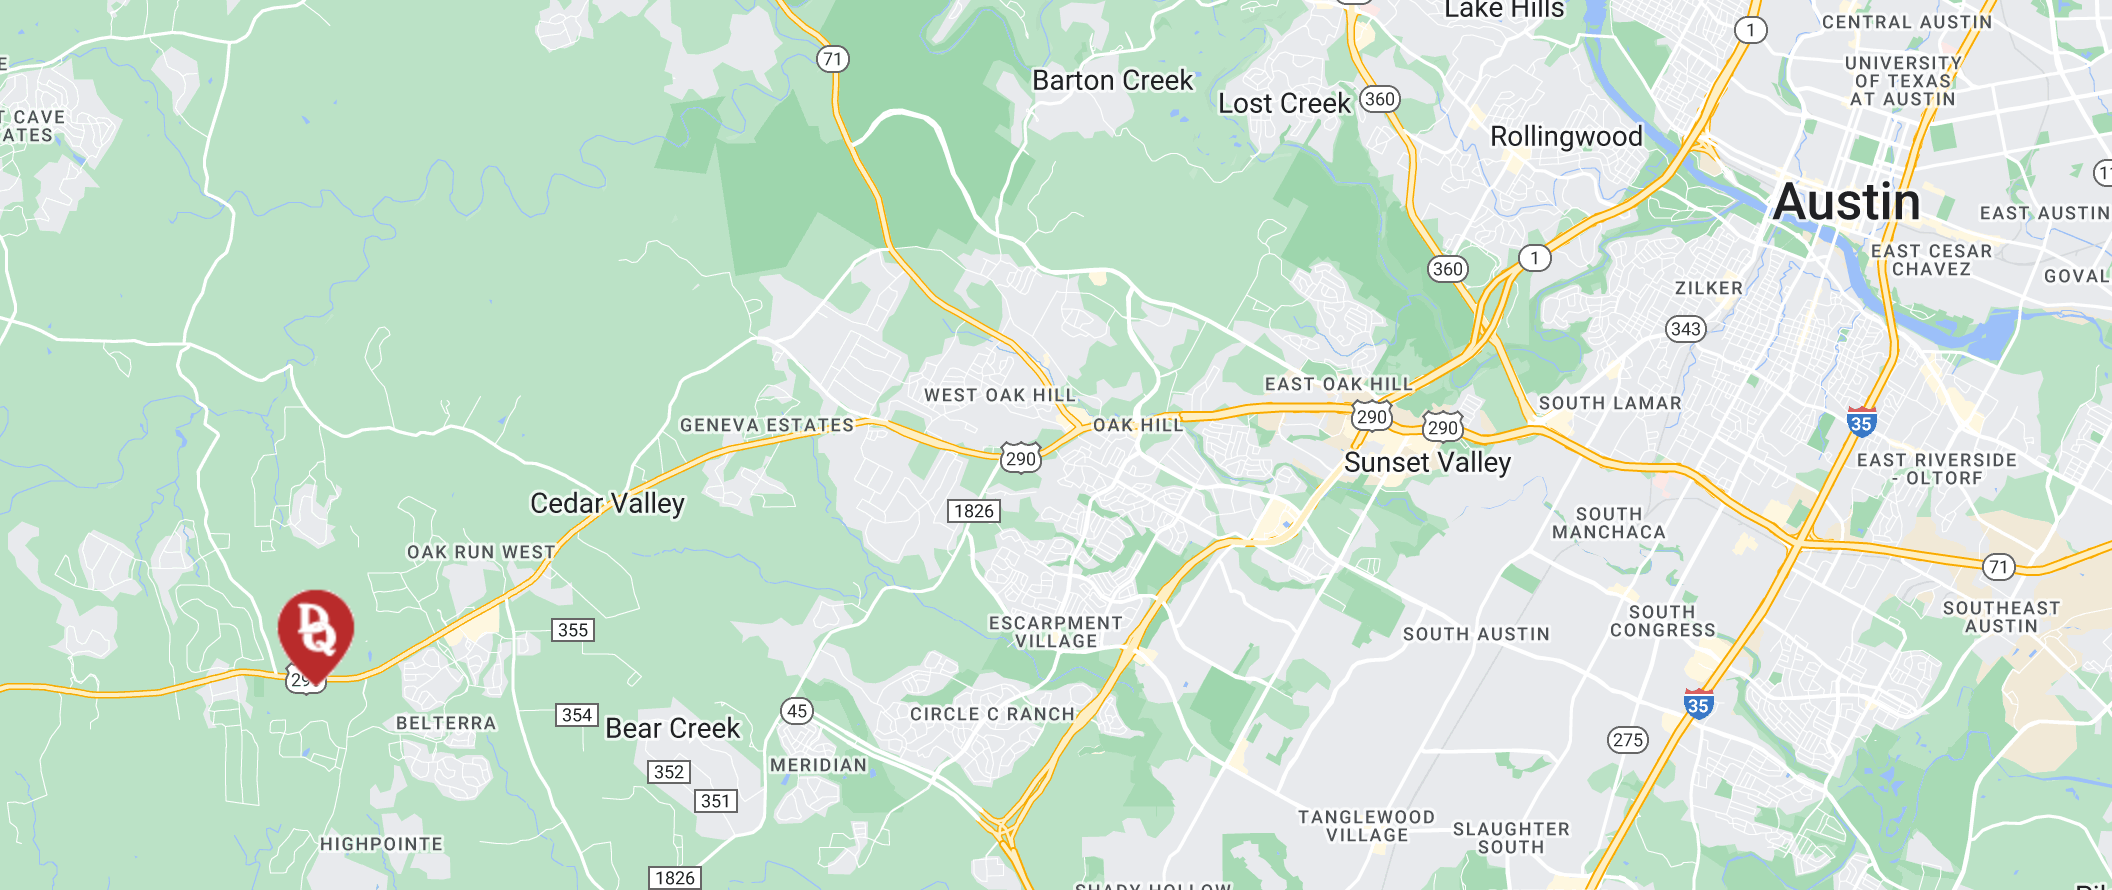 Lake Hills
CENTRAL AUSTIN
1
71
UNIVERSITY
OF TEXAS
AT AUSTIN
Barton Creek
Lost Creek
360
T CAVE
ATES
Rollingwood
Austin
EAST AUSTIN
EAST CESAR
CHAVEZ
1
360
GOVAL
ZILKER
343
EAST OAK HILL
WEST OAK HILL
SOUTH LAMAR
290
290
GENEVA ESTATES
OAK HILL
35
290
Sunset Valley
EAST RIVERSIDE
- OLTORF
Cedar Valley
1826
SOUTH
MANCHACA
OAK RUN WEST
71
SOUTHEAST
AUSTIN
SOUTH
CONGRESS
355
ESCARPMENT
VILLAGE
SOUTH AUSTIN
DQ
29
35
45
354
CIRCLE C RANCH
BELTERRA
Bear Creek
275
MERIDIAN
352
351
TANGLEWOOD
VILLAGE
SLAUGHTER
SOUTH
HIGHPOINTE
1826
SHADY HOLLOW